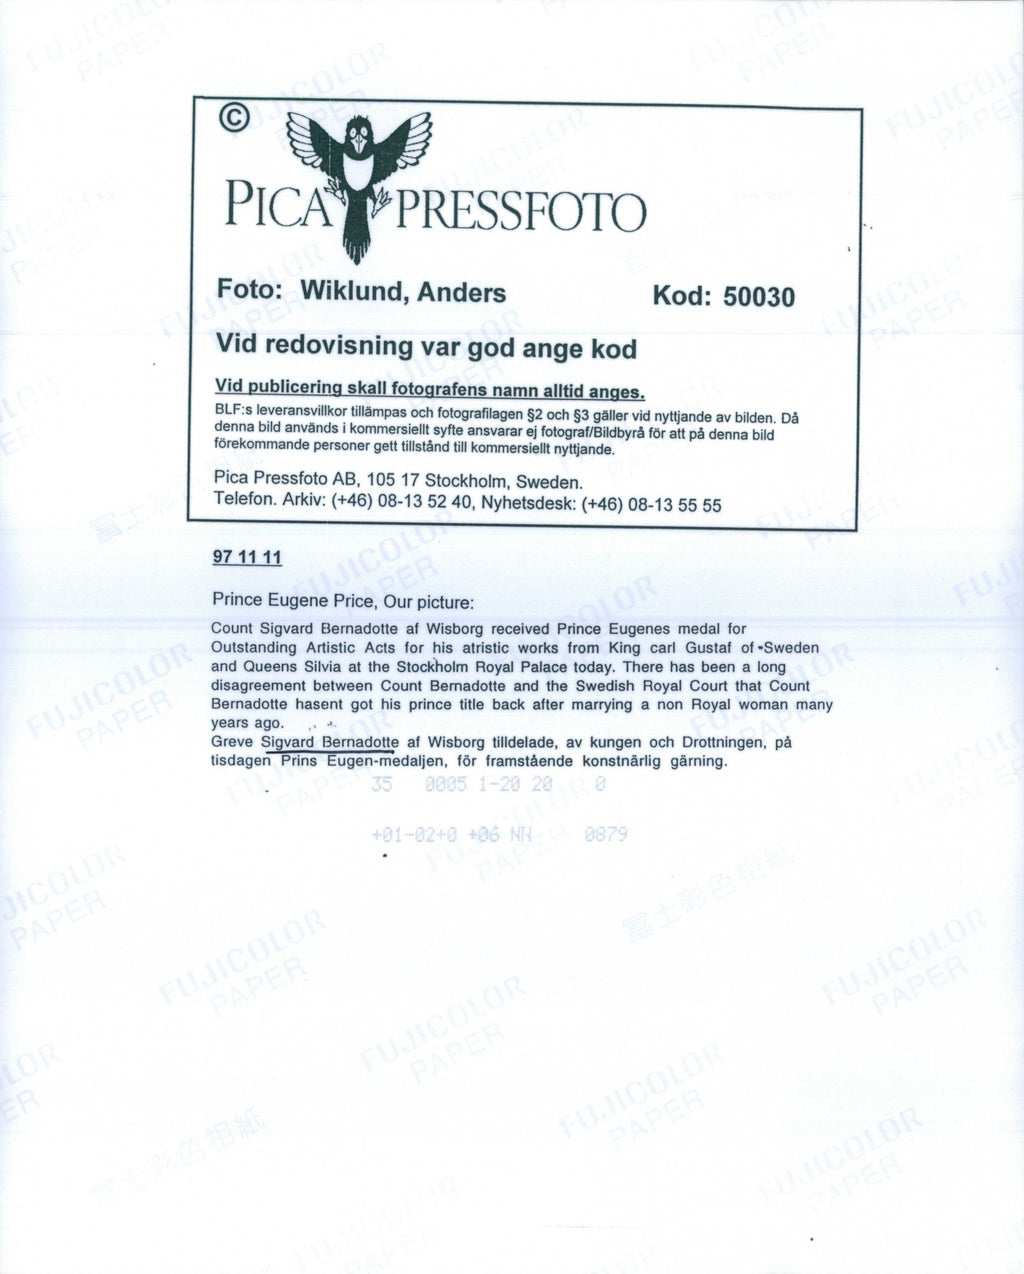 ©
PICA PRESSFOTO
Foto: Wiklund, Anders Kod: 50030
Vid redovisning var god ange kod
Vid publicering skall fotografens namn alltid anges.
BLF:s leveransvillkor tillämpas och fotografilagen §2 och §3 gäller vid nyttjande av bilden. Då
denna bild används i kommersiellt syfte ansvarar ej fotograf/Bildbyrå för att på denna bild
förekommande personer gett tillstånd till kommersiellt nyttjande.
Pica Pressfoto AB, 105 17 Stockholm, Sweden.
Telefon. Arkiv: (+46) 08-13 52 40, Nyhetsdesk: (+46) 08-13 55 55
97 11 11
Prince Eugene Price, Our picture:
Count Sigvard Bernadotte af Wisborg received Prince Eugenes medal for
Outstanding Artistic Acts for his atristic works from King carl Gustaf of Sweden
and Queens Silvia at the Stockholm Royal Palace today. There has been a long
disagreement between Count Bernadotte and the Swedish Royal Court that Count
Bernadotte hasent got his prince title back after marrying a non Royal woman many
years ago.
Greve Sigvard Bernadotte af Wisborg tilldelade, av kungen och Drottningen, på
tisdagen Prins Eugen-medaljen, för framstående konstnärlig gärning.
35 0005 1-20 20 0
+01-02+0 +06 NN 0879
FUJICOLOR
PAPER
富士彩色相紙